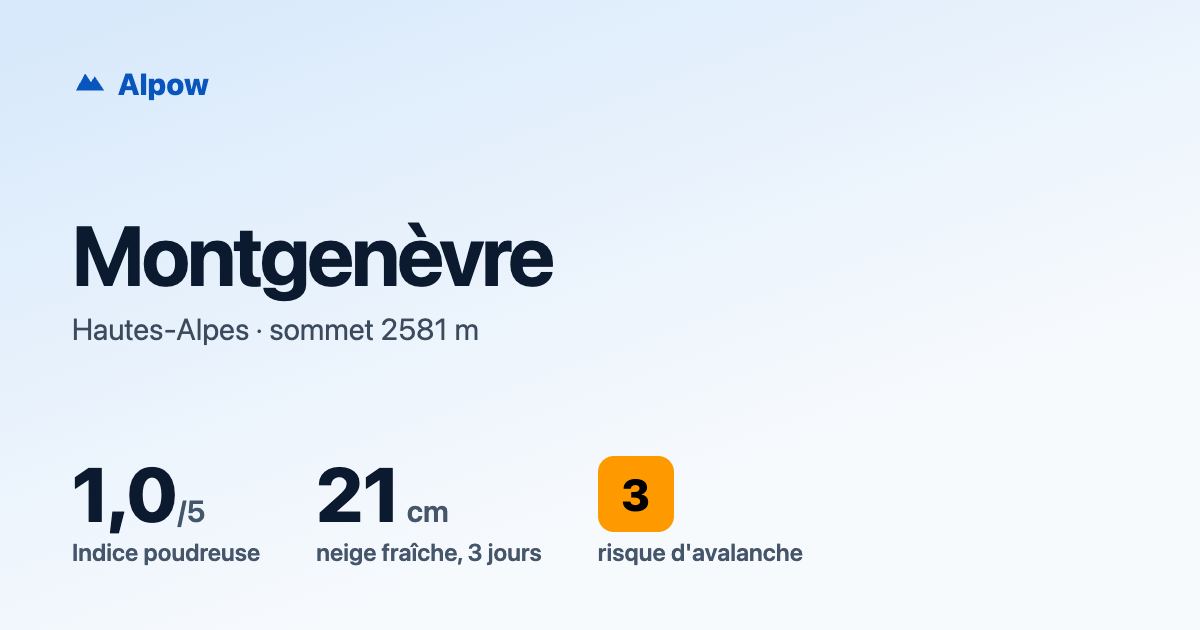 Alpow
Montgenèvre
Hautes-Alpes · sommet 2581 m
1,0/5 21 cm 3
Indice poudreuse neige fraîche, 3 jours risque d'avalanche